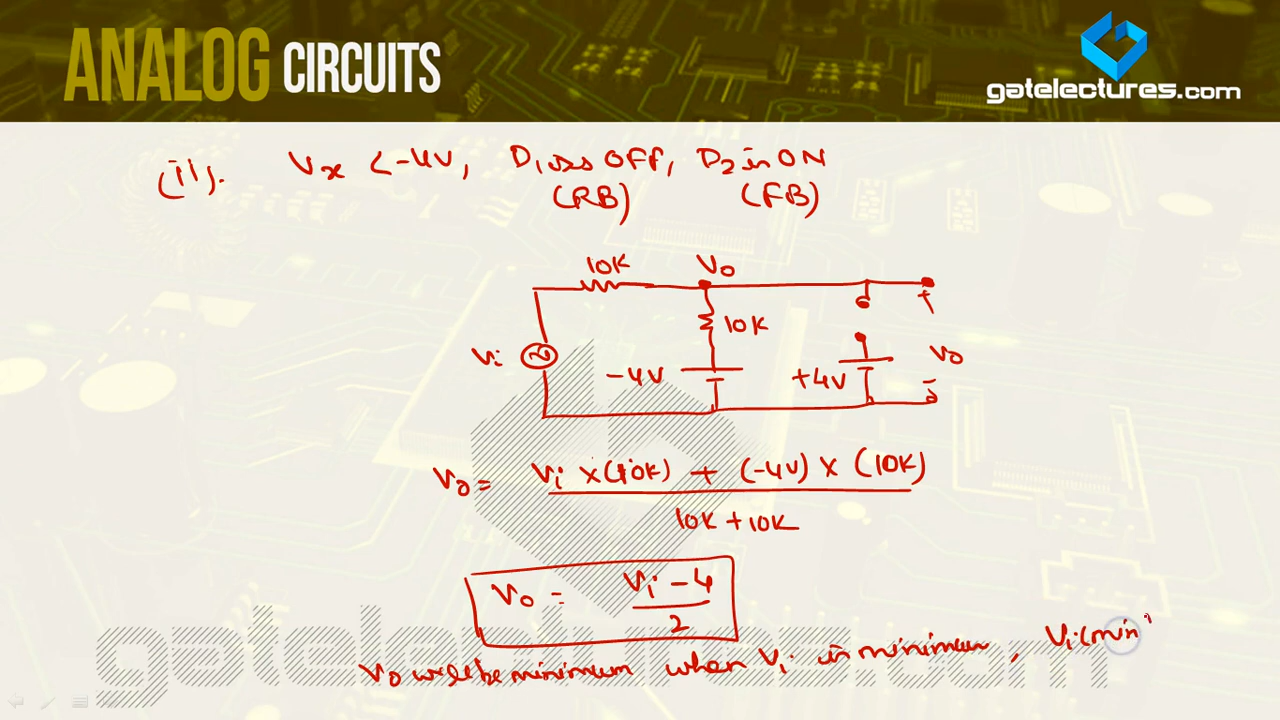 ANALOG CIRCUITS
gatelectures.com
(ii). Vx <-4V, D1 is OFF, D2 is ON
(RB) (FB)
10K Vo
10K
+
Vi
-4V
+4V
Vo
-
Vo = Vi x (10K) + (-4V) x (10K)
10K + 10K
Vo = Vi - 4
2
Vo will be minimum when Vi is minimum, Vi(min)
gatelectures.com